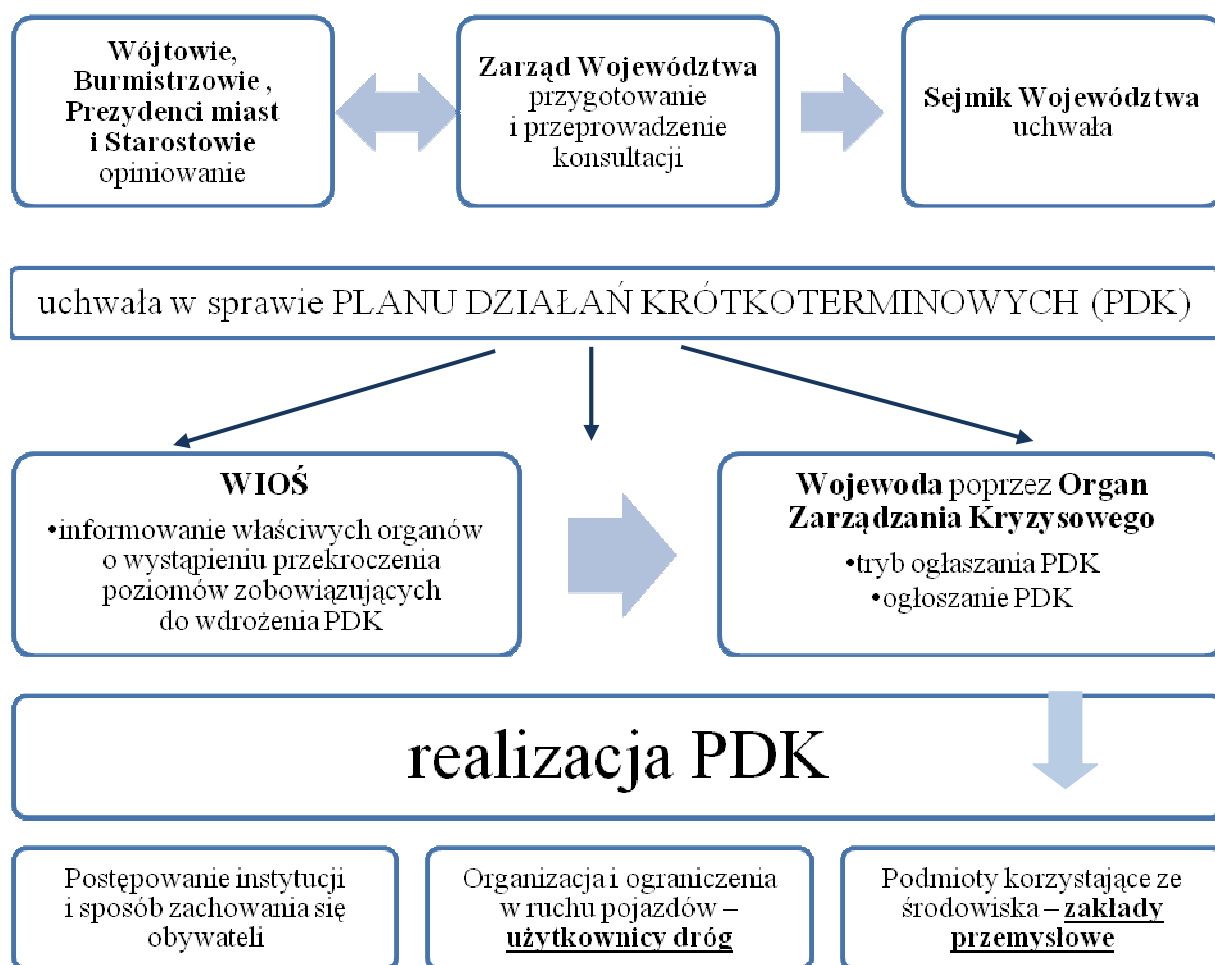 Wójtowie,
Burmistrzowie ,
Prezydenci miast
i Starostowie
opiniowanie
Zarząd Województwa
przygotowanie
i przeprowadzenie
konsultacji
Sejmik Województwa
uchwała
uchwała w sprawie PLANU DZIAŁAŃ KRÓTKOTERMINOWYCH (PDK)
WIOŚ
•informowanie właściwych organów
o wystąpieniu przekroczenia
poziomów zobowiązujących
do wdrożenia PDK
Wojewoda poprzez Organ
Zarządzania Kryzysowego
•tryb ogłaszania PDK
•ogłoszanie PDK
realizacja PDK
Postępowanie instytucji
i sposób zachowania się
obywateli
Organizacja i ograniczenia
w ruchu pojazdów –
użytkownicy dróg
Podmioty korzystające ze
środowiska – zakłady
przemysłowe